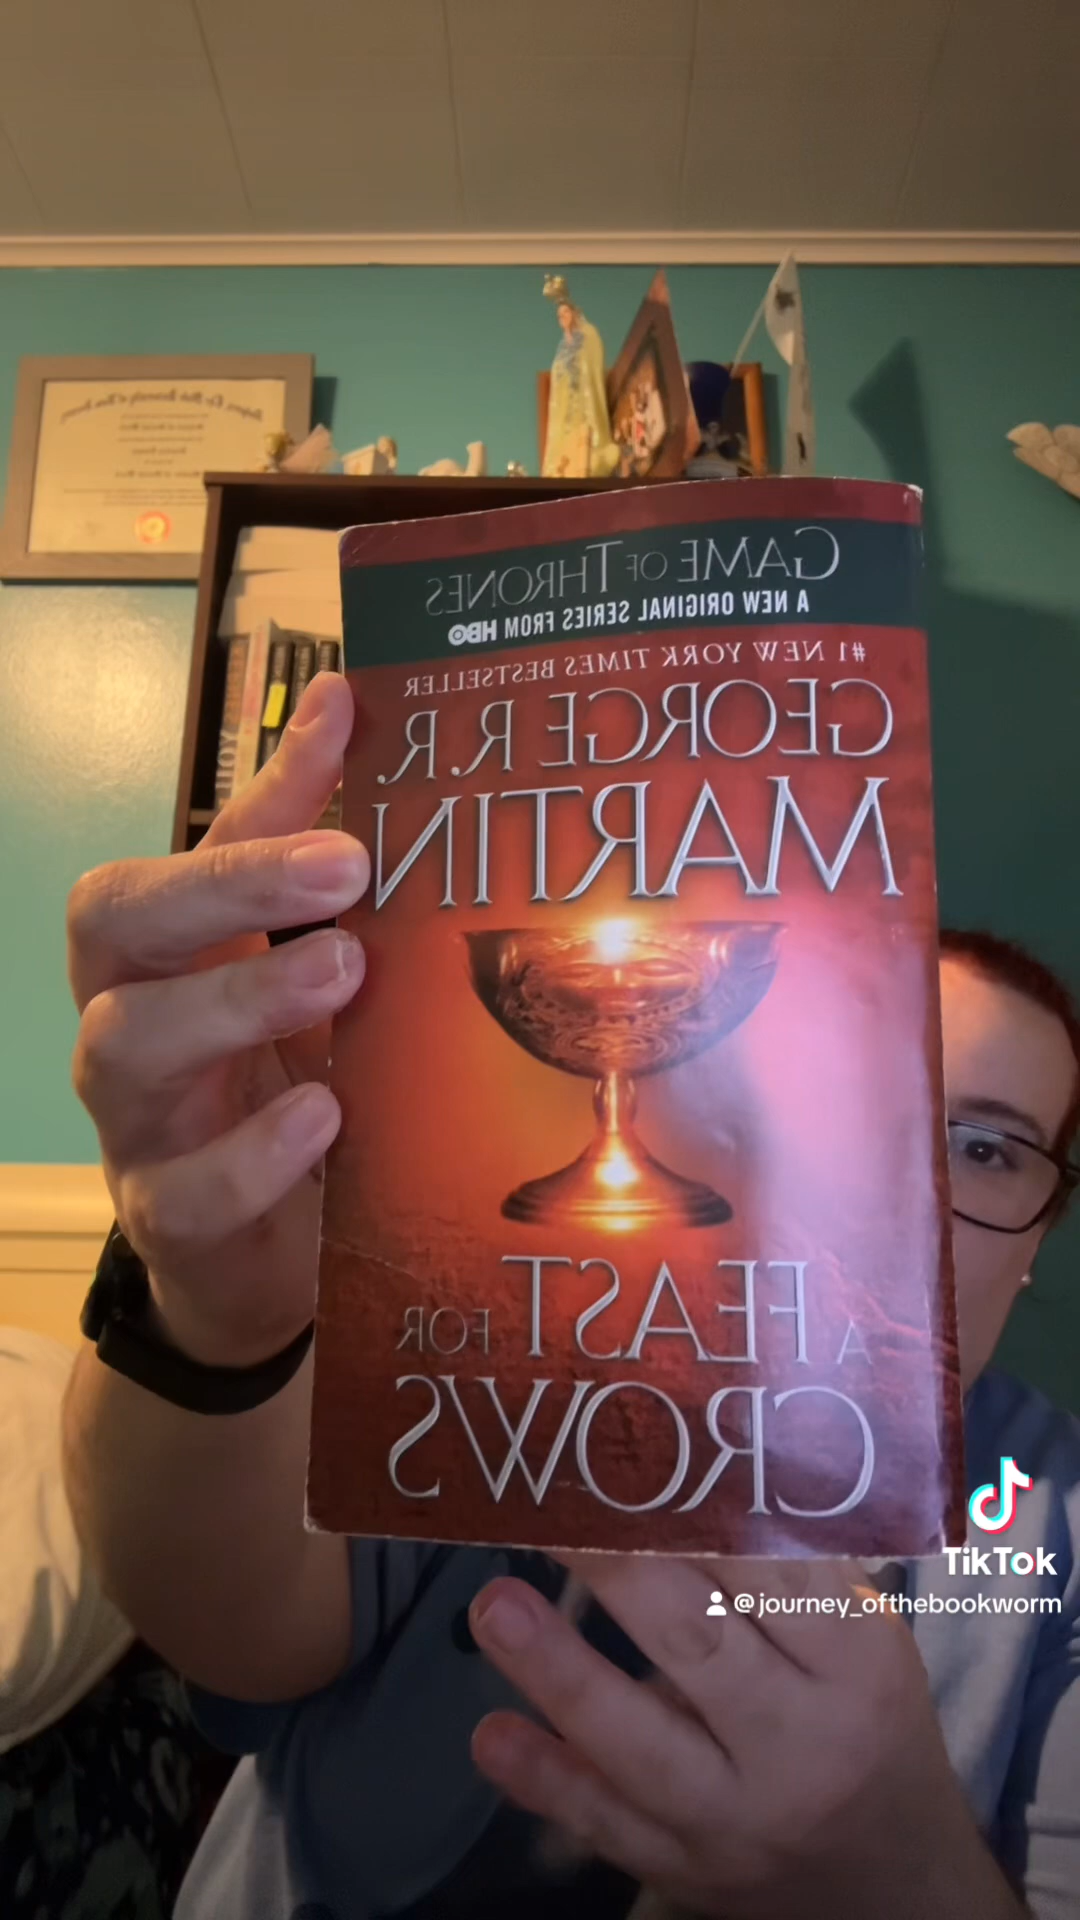 GAME OF THRONES
A NEW ORIGINAL SERIES FROM HBO
#1 NEW YORK TIMES BESTSELLER
GEORGE R. R.
MARTIN
A FEAST FOR
CROWS
TikTok
@journey_ofthebookworm